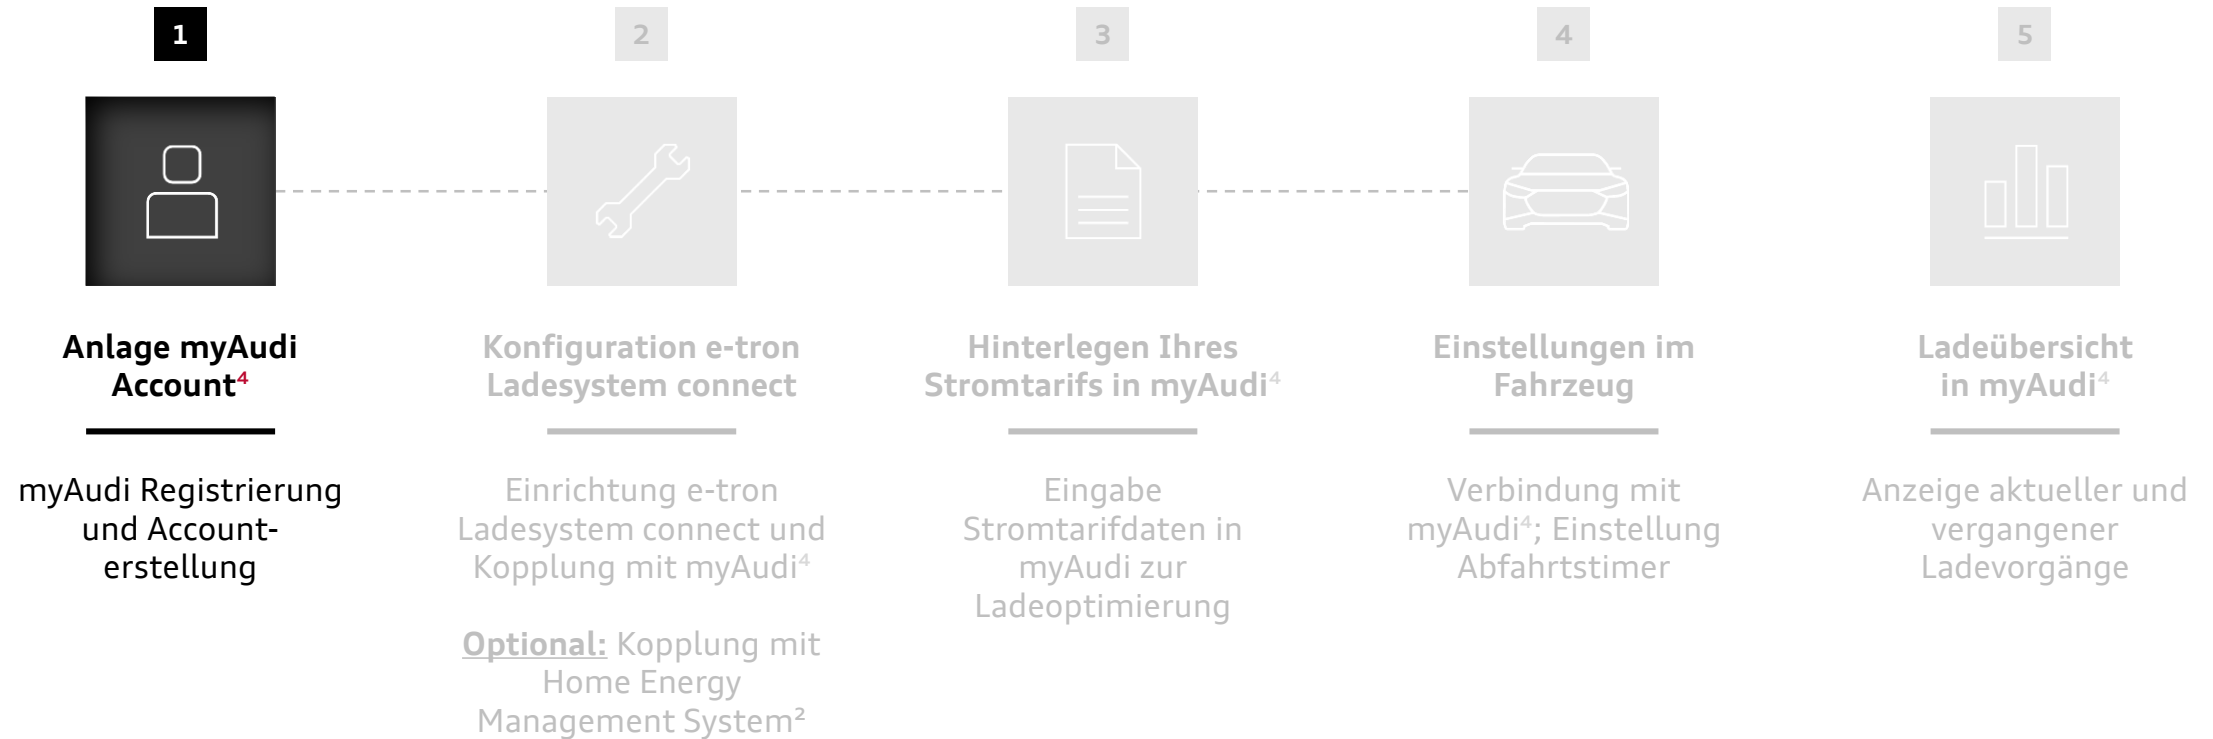 1
Anlage myAudi
Account⁴
myAudi Registrierung
und Account-
erstellung
2
Konfiguration e-tron
Ladesystem connect
Einrichtung e-tron
Ladesystem connect und
Kopplung mit myAudi⁴
Optional: Kopplung mit
Home Energy
Management System²
3
Hinterlegen Ihres
Stromtarifs in myAudi⁴
Eingabe
Stromtarifdaten in
myAudi zur
Ladeoptimierung
4
Einstellungen im
Fahrzeug
Verbindung mit
myAudi⁴; Einstellung
Abfahrtstimer
5
Ladeübersicht
in myAudi⁴
Anzeige aktueller und
vergangener
Ladevorgänge